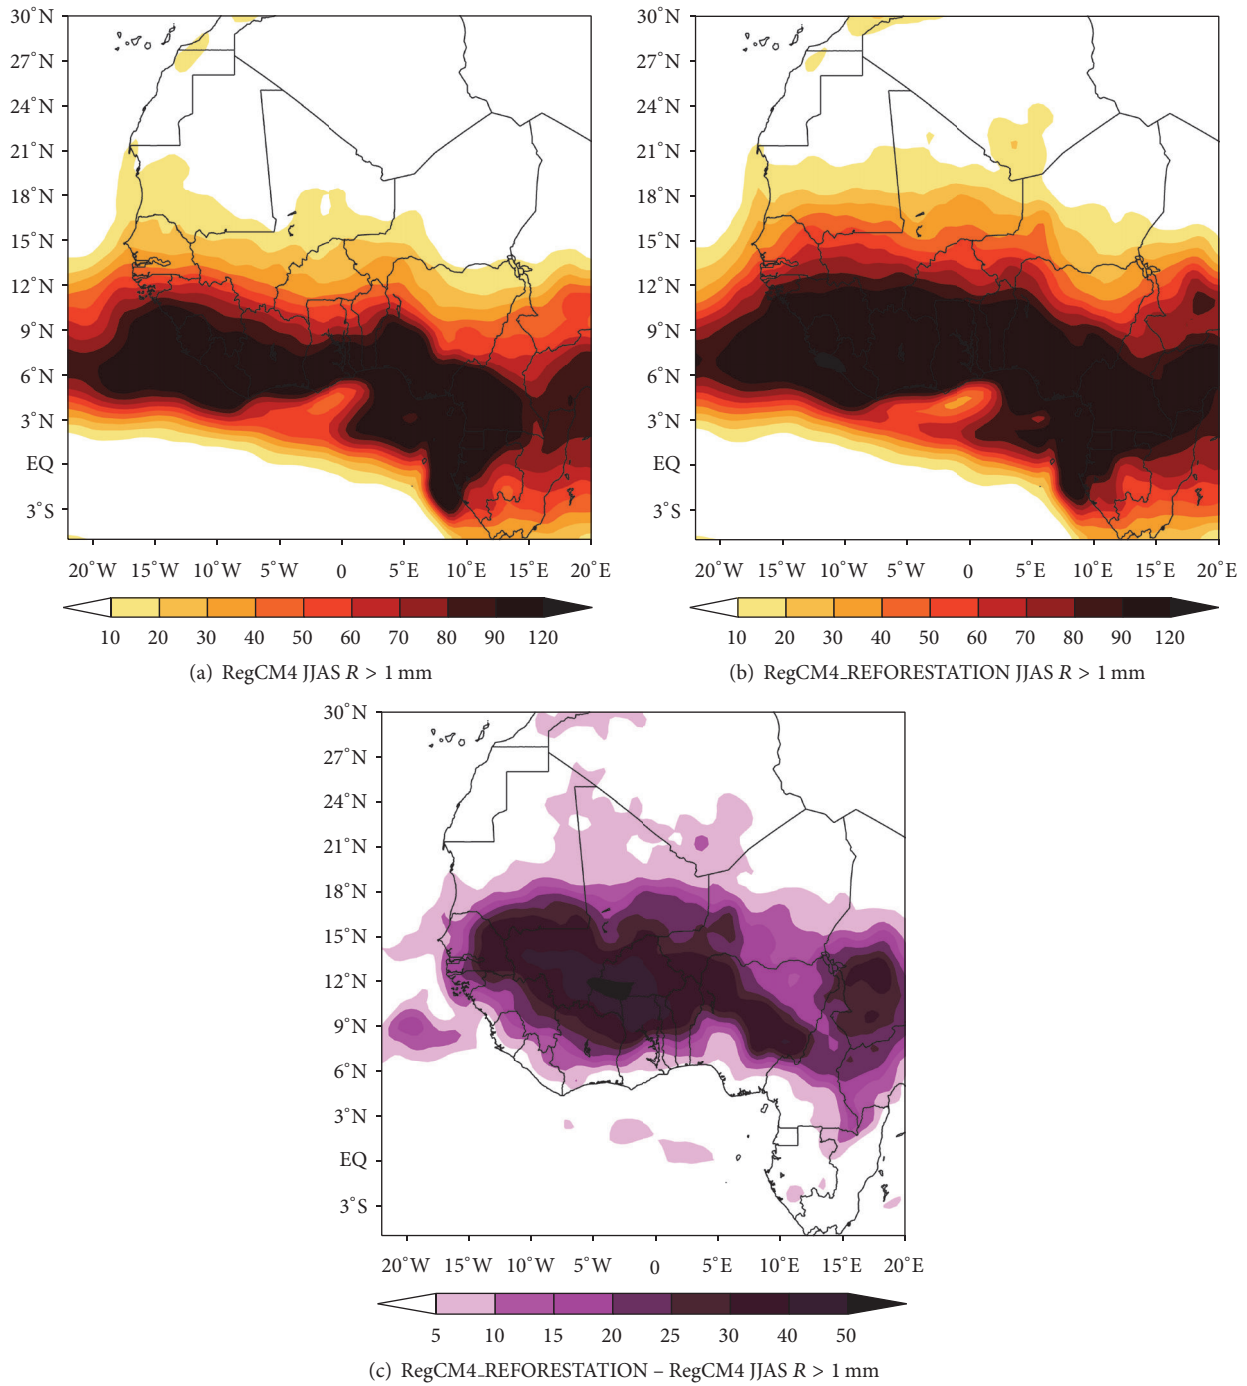 30°N
27°N
24°N
21°N
18°N
15°N
12°N
9°N
6°N
3°N
EQ
3°S
20°W 15°W 10°W 5°W 0 5°E 10°E 15°E 20°E
10 20 30 40 50 60 70 80 90 120
(a) RegCM4 JJAS R > 1 mm
30°N
27°N
24°N
21°N
18°N
15°N
12°N
9°N
6°N
3°N
EQ
3°S
20°W 15°W 10°W 5°W 0 5°E 10°E 15°E 20°E
10 20 30 40 50 60 70 80 90 120
(b) RegCM4_REFORESTATION JJAS R > 1 mm
30°N
27°N
24°N
21°N
18°N
15°N
12°N
9°N
6°N
3°N
EQ
3°S
20°W 15°W 10°W 5°W 0 5°E 10°E 15°E 20°E
5 10 15 20 25 30 40 50
(c) RegCM4_REFORESTATION – RegCM4 JJAS R > 1 mm